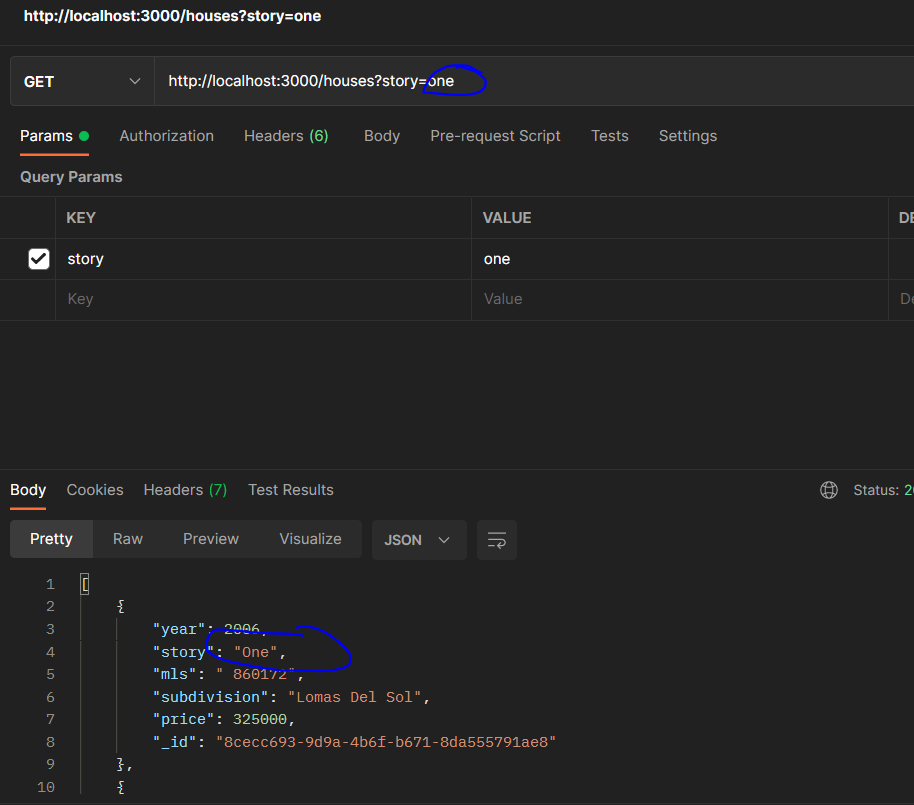 http://localhost:3000/houses?story=one
GET http://localhost:3000/houses?story=one
Params Authorization Headers (6) Body Pre-request Script Tests Settings
Query Params
KEY VALUE DE
story one
Key Value De
Body Cookies Headers (7) Test Results Status: 20
Pretty Raw Preview Visualize JSON
1 [
2 {
3 "year": 2006,
4 "story": "One",
5 "mls": " 860172",
6 "subdivision": "Lomas Del Sol",
7 "price": 325000,
8 "_id": "8cecc693-9d9a-4b6f-b671-8da555791ae8"
9 },
10 {